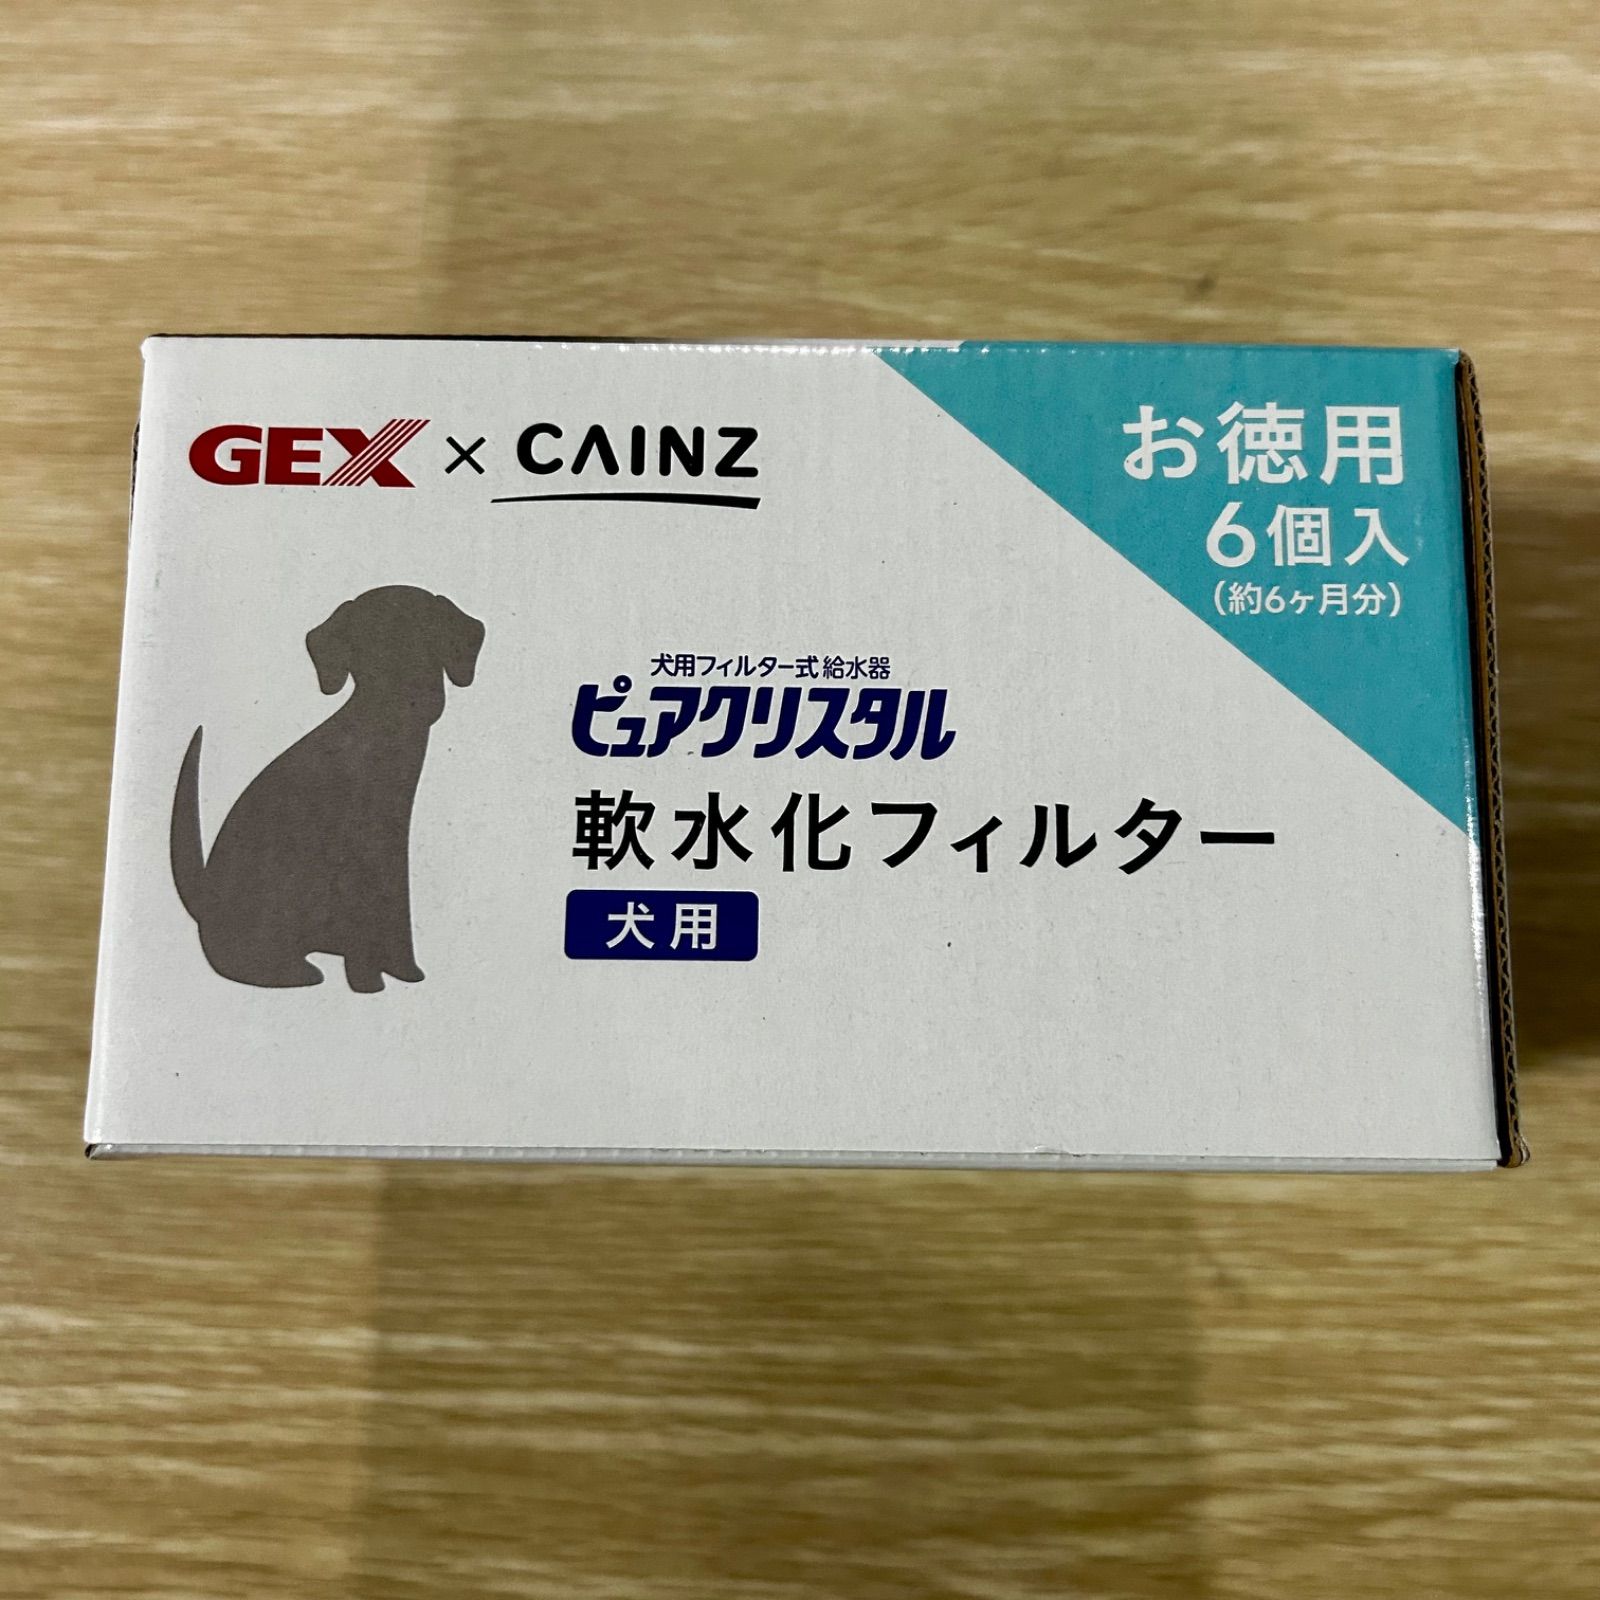 GEX × CAINZ
お徳用
6個入
(約6ヶ月分)
犬用フィルター式給水器
ピュアクリスタル
軟水化フィルター
犬用